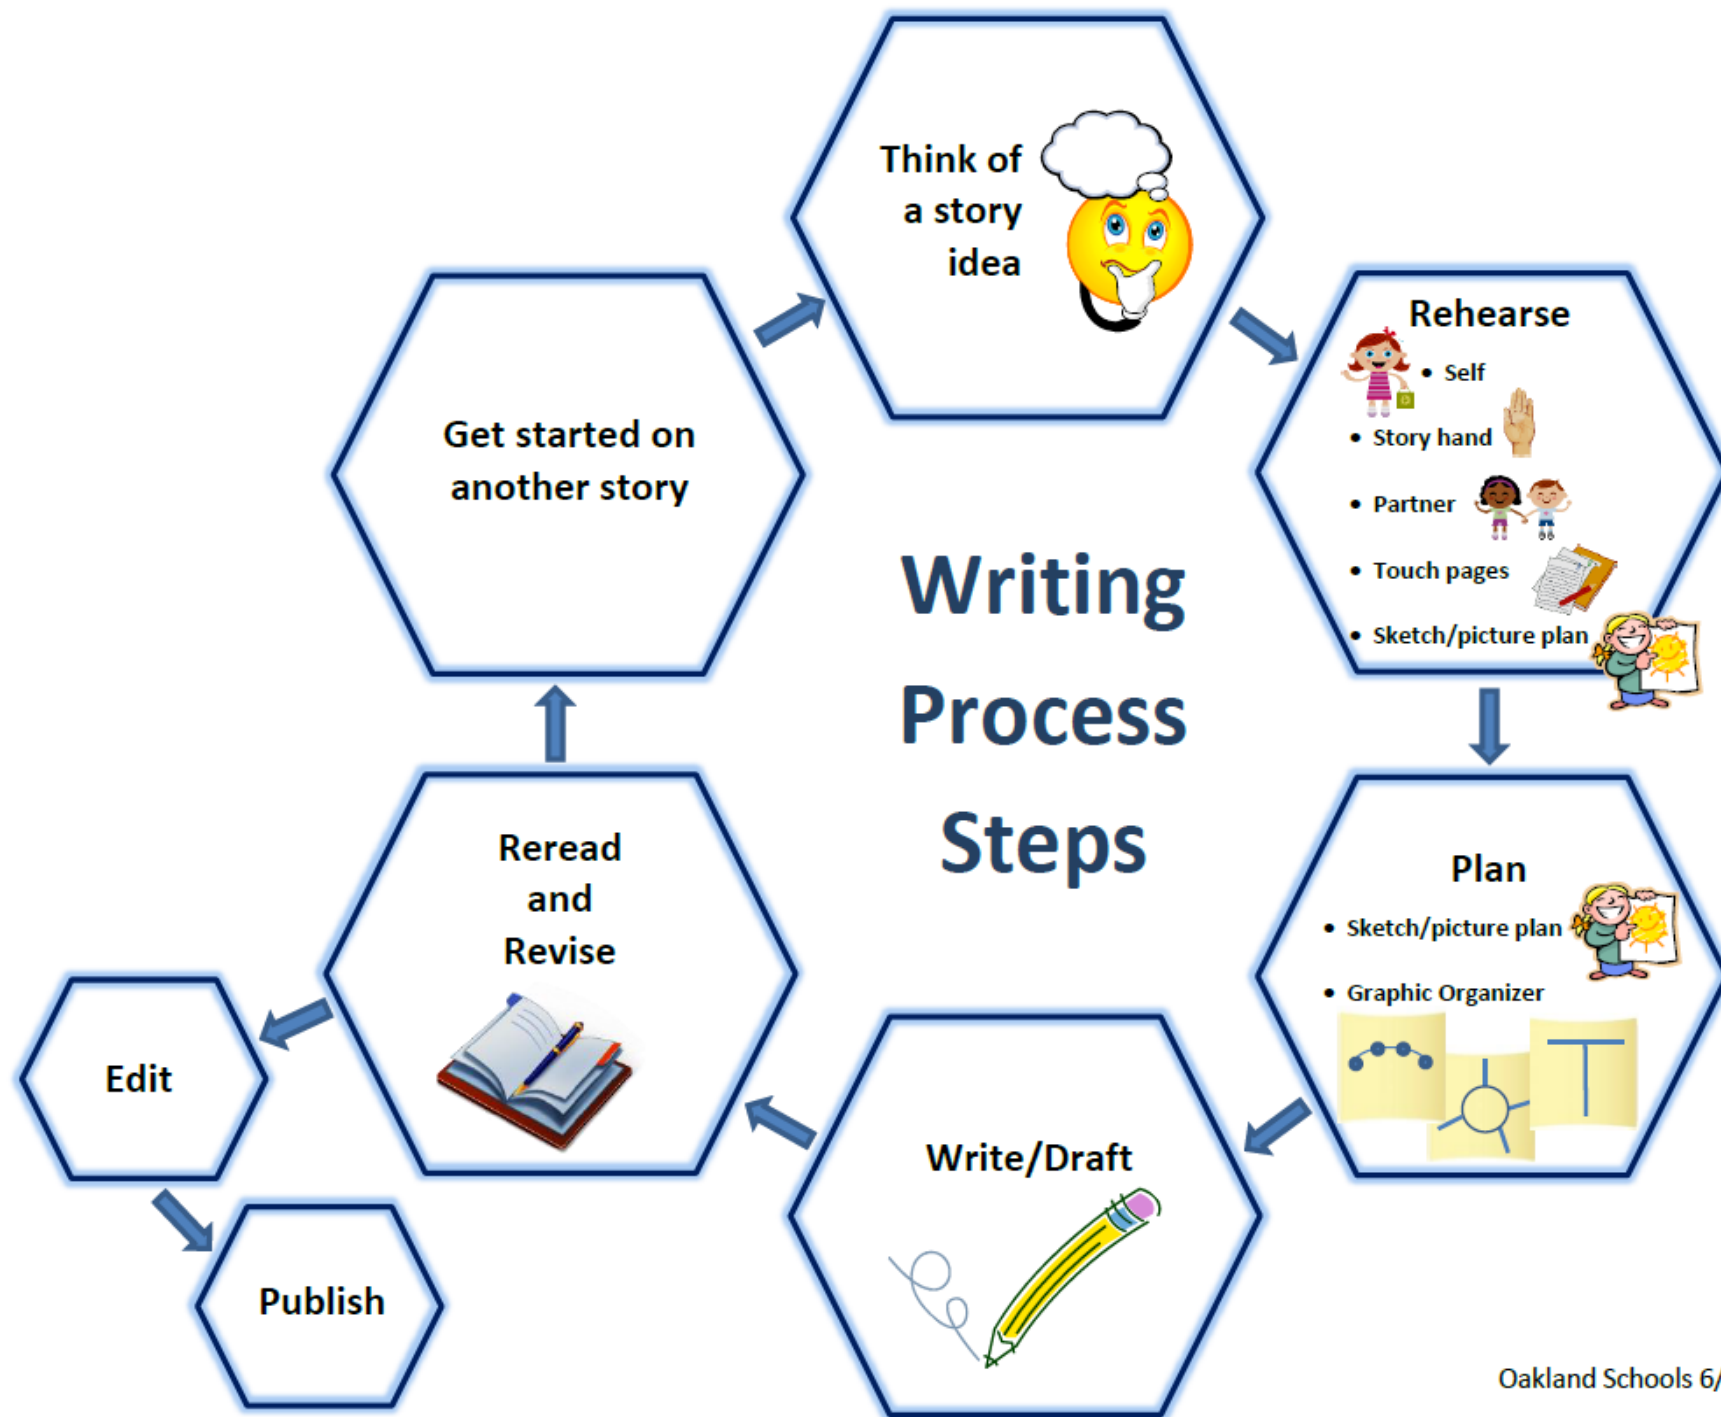 Think of
a story
idea
Rehearse
• Self
• Story hand
• Partner
• Touch pages
• Sketch/picture plan
Plan
• Sketch/picture plan
• Graphic Organizer
Write/Draft
Reread
and
Revise
Edit
Publish
Get started on
another story
Writing
Process
Steps
Oakland Schools 6/